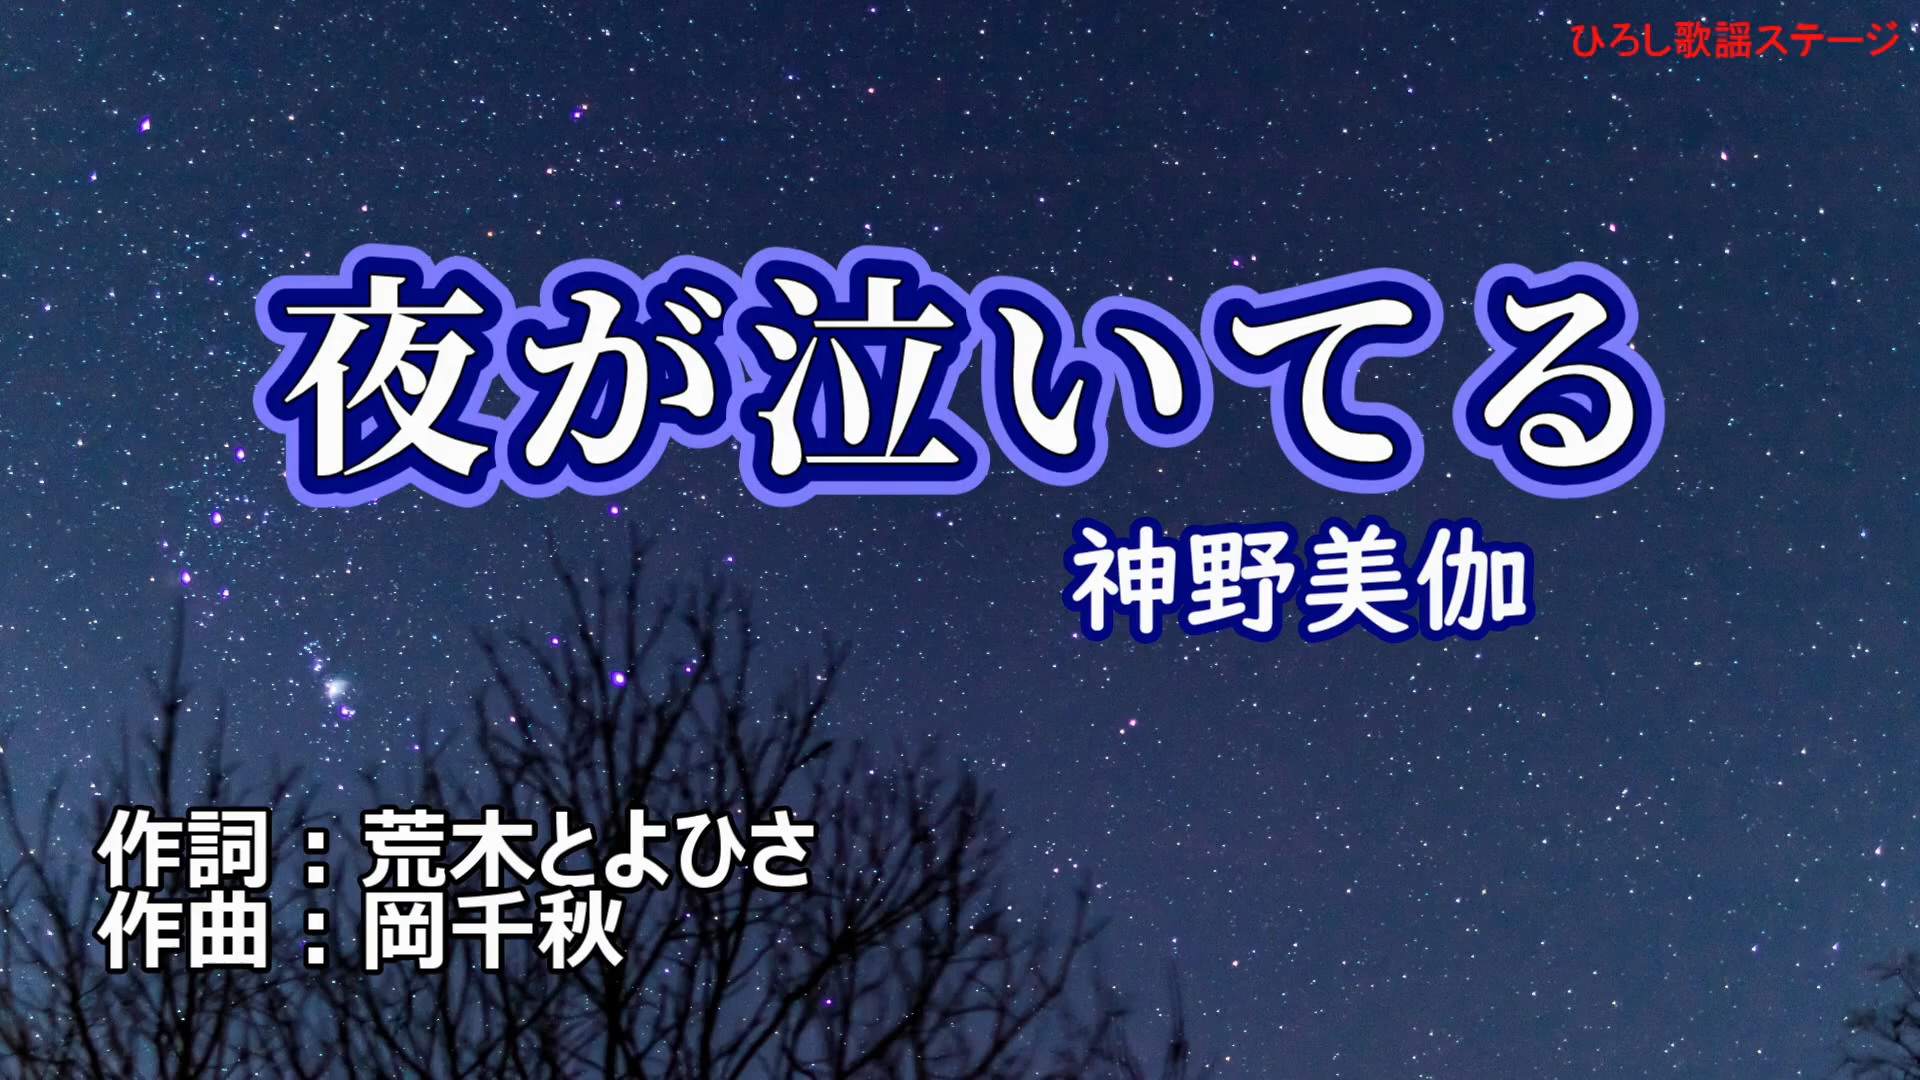 ひろし歌謡ステージ
夜が泣いてる
神野美伽
作詞：荒木とよひさ
作曲：岡千秋